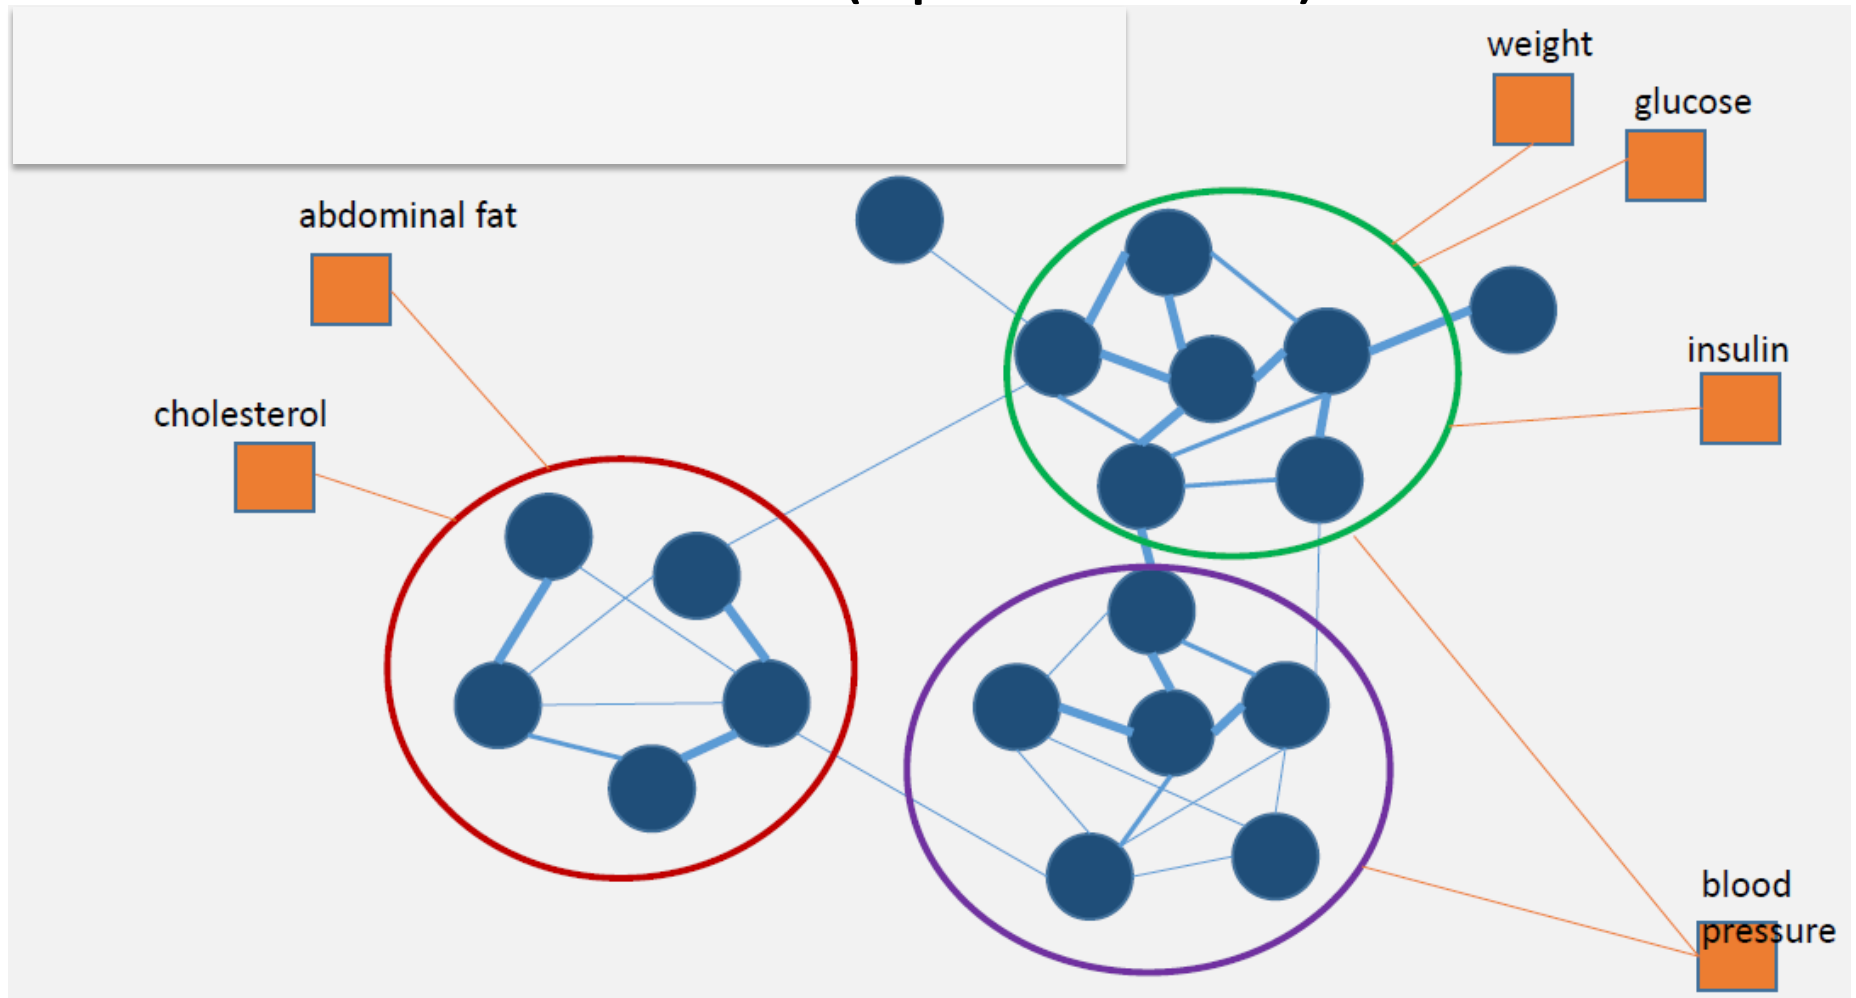 weight
glucose
abdominal fat
insulin
cholesterol
blood
pressure